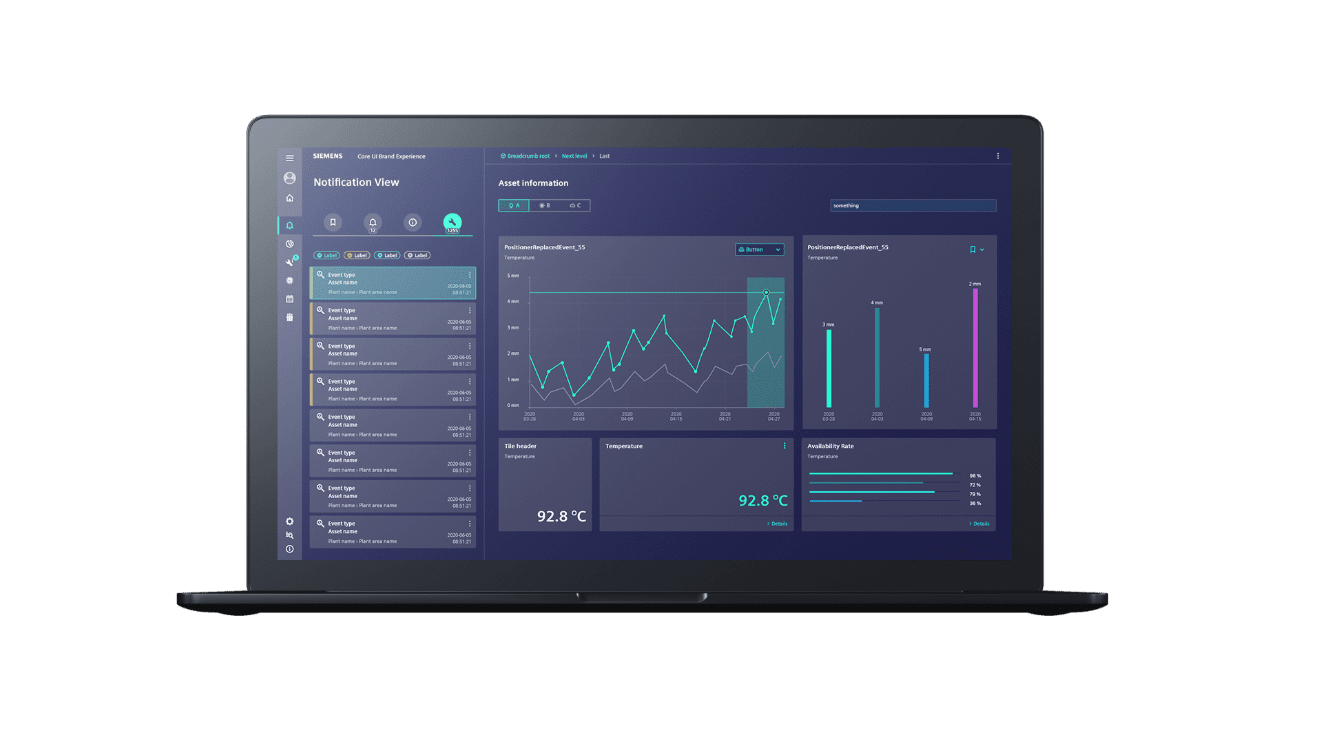 SIEMENS Core UI Brand Experience
Notification View
12
1255
Label Label Label Label
Event type
Asset name
2020-06-05
Plant name › Plant area name 08:51:21
Event type
Asset name
2020-06-05
Plant name › Plant area name 08:51:21
Event type
Asset name
2020-06-05
Plant name › Plant area name 08:51:21
Event type
Asset name
2020-06-05
Plant name › Plant area name 08:51:21
Event type
Asset name
2020-06-05
Plant name › Plant area name 08:51:21
Event type
Asset name
2020-06-05
Plant name › Plant area name 08:51:21
Event type
Asset name
2020-06-05
Plant name › Plant area name 08:51:21
Event type
Asset name
2020-06-05
Plant name › Plant area name 08:51:21
Breadcrumb root › Next level › Last
Asset information
A B C
something
PositionerReplacedEvent_55
Temperature
Button
5 mm
4 mm
3 mm
2 mm
1 mm
0 mm
2020 2020 2020 2020 2020 2020
03-28 04-03 04-09 04-15 04-21 04-27
PositionerReplacedEvent_55
Temperature
2 mm
4 mm
3 mm
5 mm
2020 2020 2020 2020
03-28 04-03 04-09 04-15
Tile header
Temperature
92.8 °C
Temperature
92.8 °C
› Details
Availability Rate
Temperature
98 %
72 %
79 %
36 %
› Details